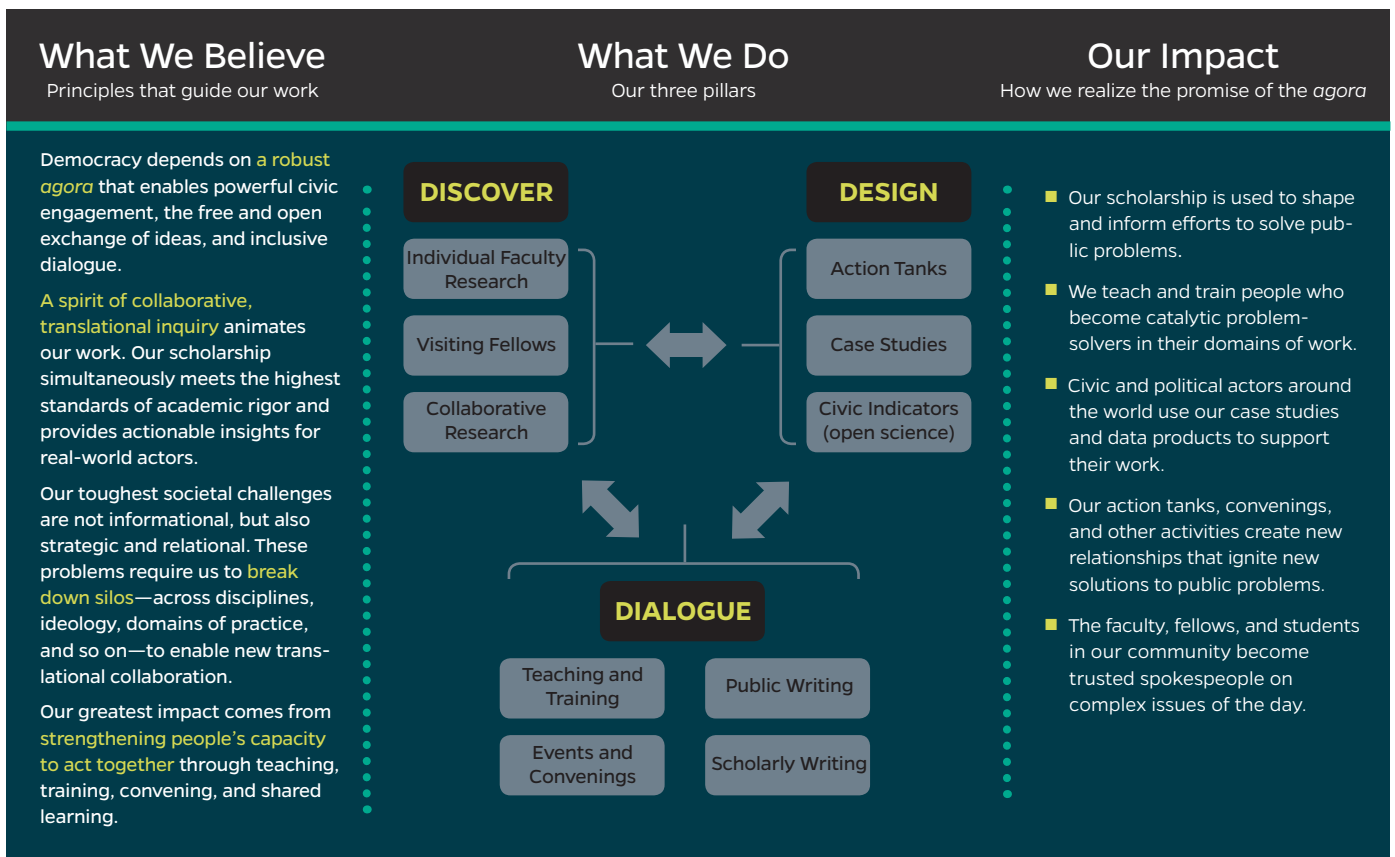 What We Believe
Principles that guide our work
What We Do
Our three pillars
Our Impact
How we realize the promise of the agora
Democracy depends on a robust
agora that enables powerful civic
engagement, the free and open
exchange of ideas, and inclusive
dialogue.
A spirit of collaborative,
translational inquiry animates
our work. Our scholarship
simultaneously meets the highest
standards of academic rigor and
provides actionable insights for
real-world actors.
Our toughest societal challenges
are not informational, but also
strategic and relational. These
problems require us to break
down silos—across disciplines,
ideology, domains of practice,
and so on—to enable new trans-
lational collaboration.
Our greatest impact comes from
strengthening people’s capacity
to act together through teaching,
training, convening, and shared
learning.
DISCOVER
Individual Faculty
Research
Visiting Fellows
Collaborative
Research
DESIGN
Action Tanks
Case Studies
Civic Indicators
(open science)
DIALOGUE
Teaching and
Training
Public Writing
Events and
Convenings
Scholarly Writing
Our scholarship is used to shape
and inform efforts to solve pub-
lic problems.
We teach and train people who
become catalytic problem-
solvers in their domains of work.
Civic and political actors around
the world use our case studies
and data products to support
their work.
Our action tanks, convenings,
and other activities create new
relationships that ignite new
solutions to public problems.
The faculty, fellows, and students
in our community become
trusted spokespeople on
complex issues of the day.